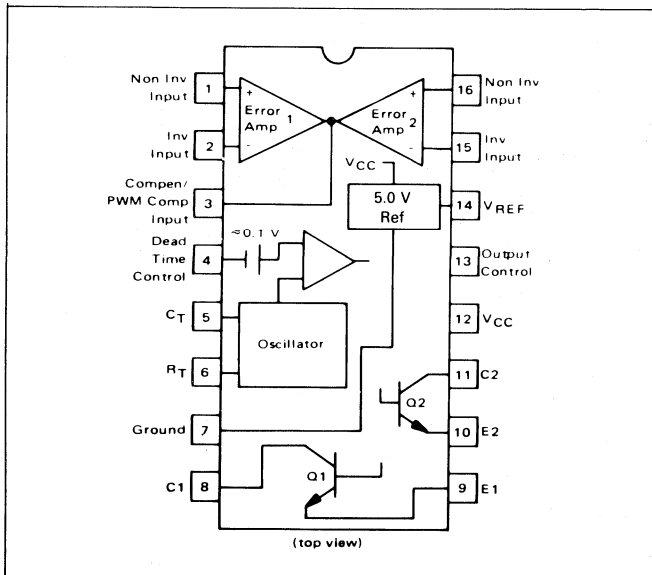 Non Inv
Input
1
+
Error
Amp 1
-
Inv
Input
2
Compen/
PWM Comp
Input
3
≈0.1 V
Dead
Time
Control
4
CT
5
Oscillator
RT
6
Ground
7
C1
8
Q1
+
Error
Amp 2
-
16
Non Inv
Input
15
Inv
Input
VCC
5.0 V
Ref
14
VREF
13
Output
Control
12
VCC
11
C2
Q2
10
E2
9
E1
(top view)